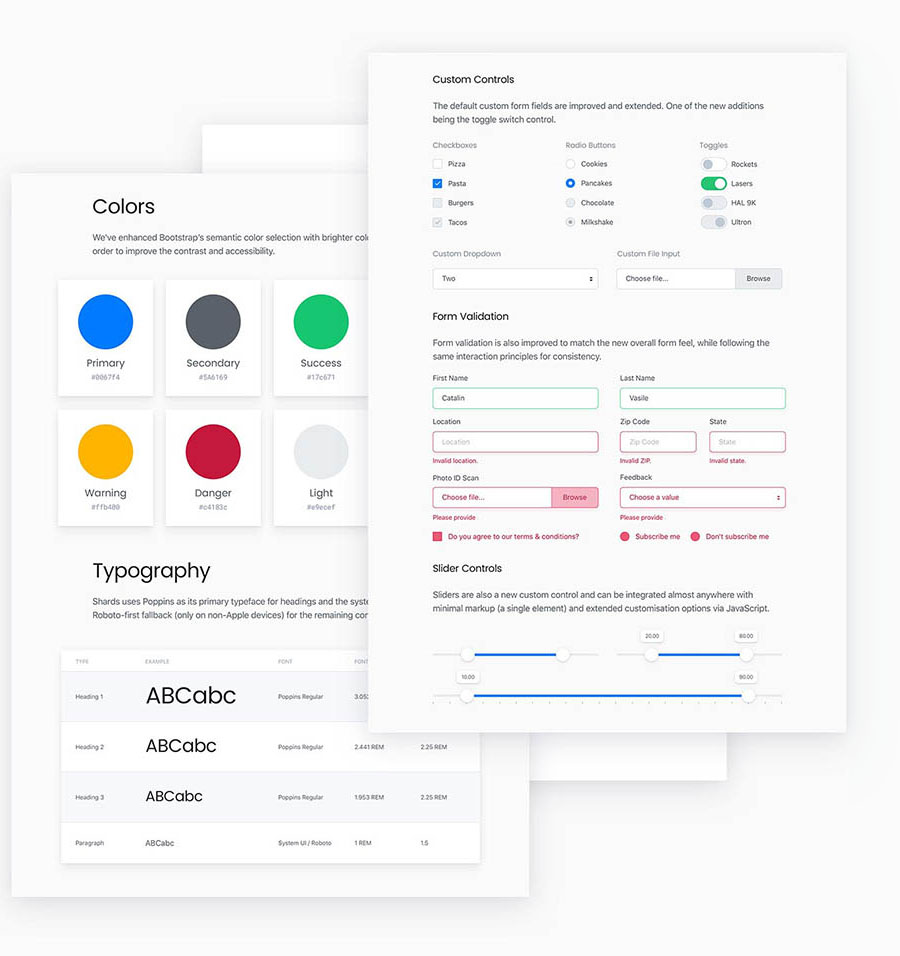 Custom Controls
The default custom form fields are improved and extended. One of the new additions
being the toggle switch control.
Checkboxes
Radio Buttons
Toggles
Pizza
Cookies
Rockets
Pasta
Pancakes
Lasers
Burgers
Chocolate
HAL 9K
Tacos
Milkshake
Ultron
Custom Dropdown
Custom File Input
Two
Choose file...
Browse
Form Validation
Form validation is also improved to match the new overall form feel, while following the
same interaction principles for consistency.
First Name
Last Name
Catalin
Vasile
Location
Zip Code
State
Location
Zip Code
State
Invalid location.
Invalid ZIP.
Invalid state.
Photo ID Scan
Feedback
Choose file...
Browse
Choose a value
Please provide
Please provide
Do you agree to our terms & conditions?
Subscribe me
Don't subscribe me
Slider Controls
Sliders are also a new custom control and can be integrated almost anywhere with
minimal markup (a single element) and extended customisation options via JavaScript.
20.00
80.00
10.00
90.00
Colors
We've enhanced Bootstrap's semantic color selection with brighter
order to improve the contrast and accessibility.
Primary
#0067f4
Secondary
#5A6169
Success
#17c671
Warning
#ffb400
Danger
#c4183c
Light
#e9ecef
Typography
Shards uses Poppins as its primary typeface for headings and the
Roboto-first fallback (only on non-Apple devices) for the remaining
TYPE
EXAMPLE
FONT
FONT
Heading 1
ABCabc
Poppins Regular
Heading 2
ABCabc
Poppins Regular
2.441 REM
2.25 REM
Heading 3
ABCabc
Poppins Regular
1.953 REM
2.25 REM
Paragraph
ABCabc
System UI / Roboto
1 REM
1.5